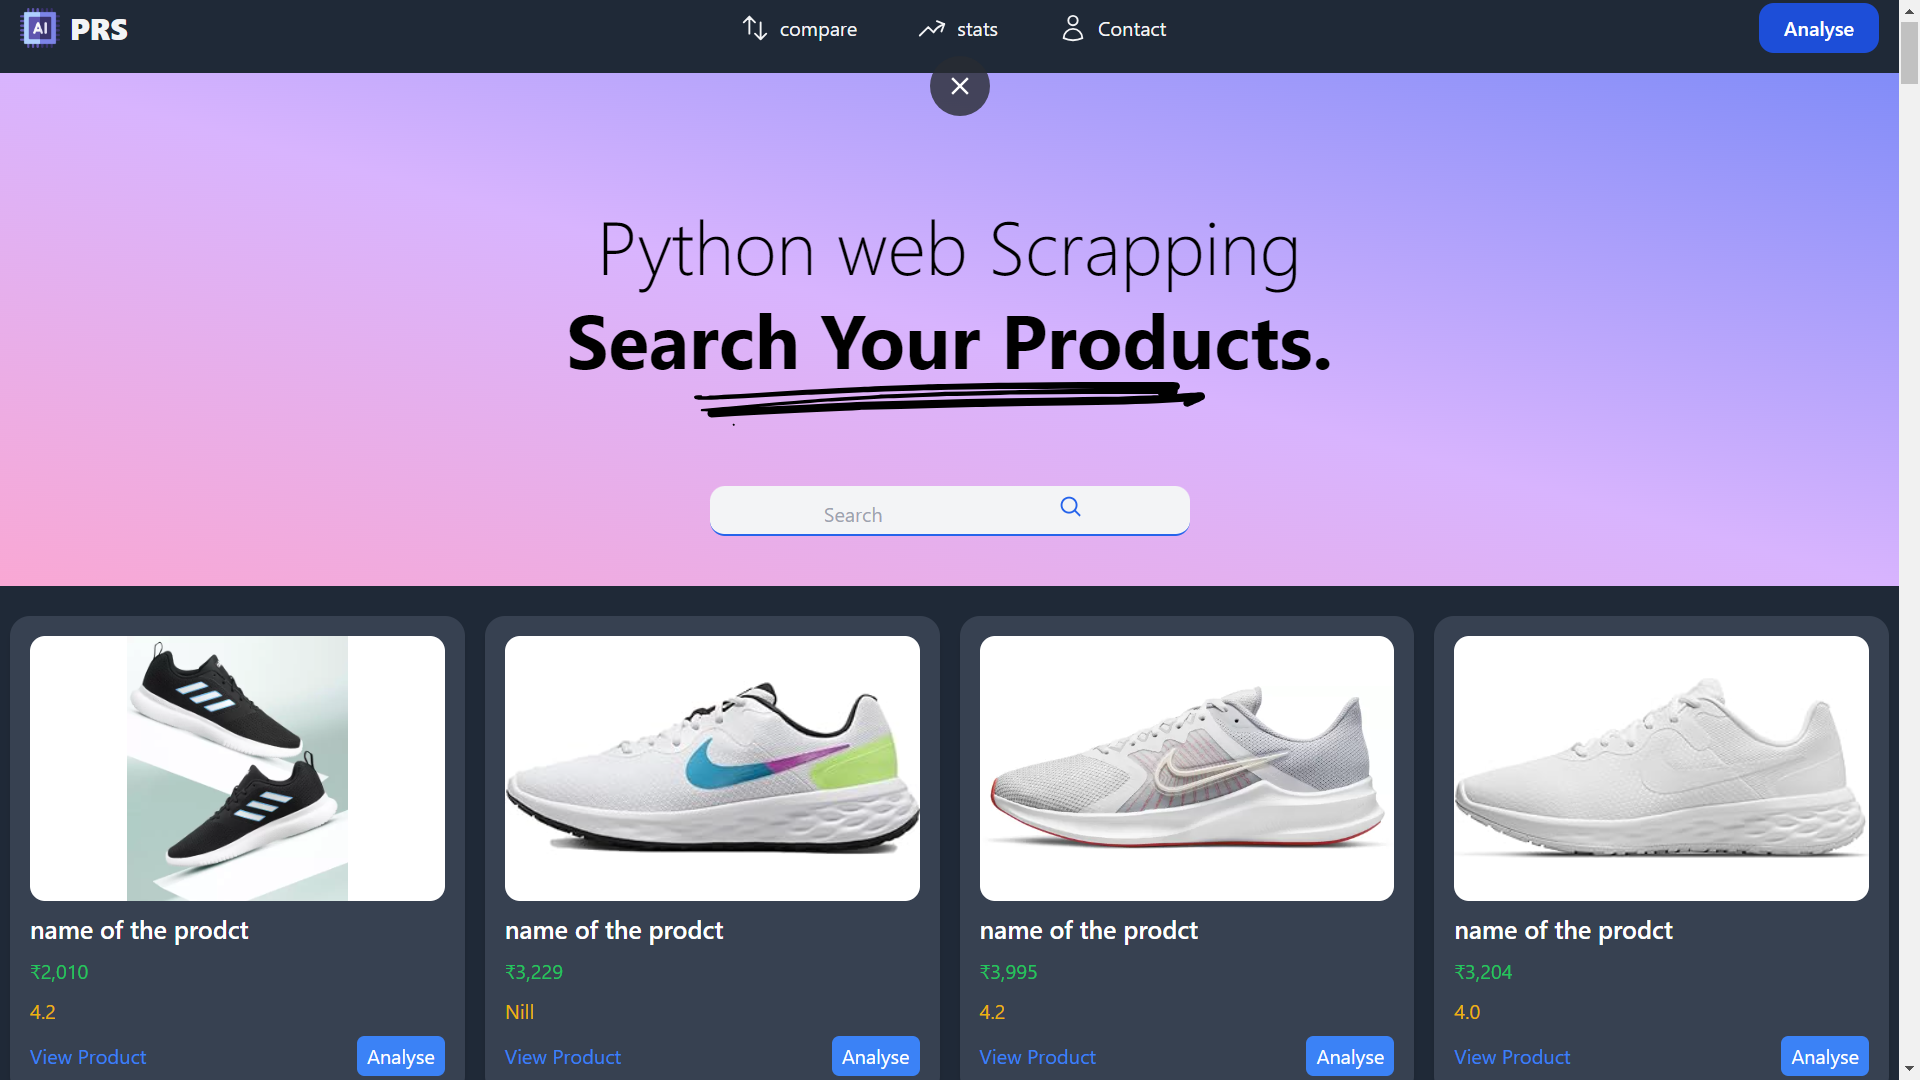 AI PRS
compare
stats
Contact
Analyse
Python web Scrapping
Search Your Products.
Search
name of the prodct
₹2,010
4.2
View Product
Analyse
name of the prodct
₹3,229
Nill
View Product
Analyse
name of the prodct
₹3,995
4.2
View Product
Analyse
name of the prodct
₹3,204
4.0
View Product
Analyse